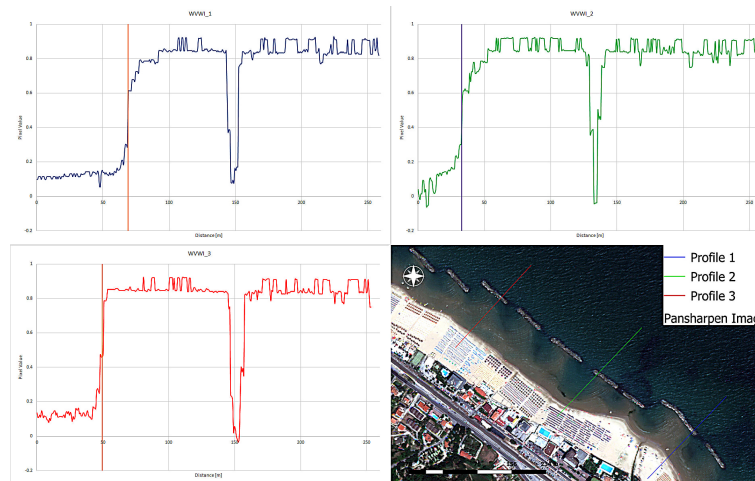 WVWI_1
1
0.8
0.6
0.4
0.2
0
0.2
Pixel Value
0 50 100 150 200 250
Distance [m]
WVWI_2
1
0.8
0.6
0.4
0.2
0
0.2
Pixel Value
0 50 100 150 200 250
Distance [m]
WVWI_3
1
0.8
0.6
0.4
0.2
0
0.2
Pixel Value
0 50 100 150 200 250
Distance [m]
Profile 1
Profile 2
Profile 3
Pansharpen Imag